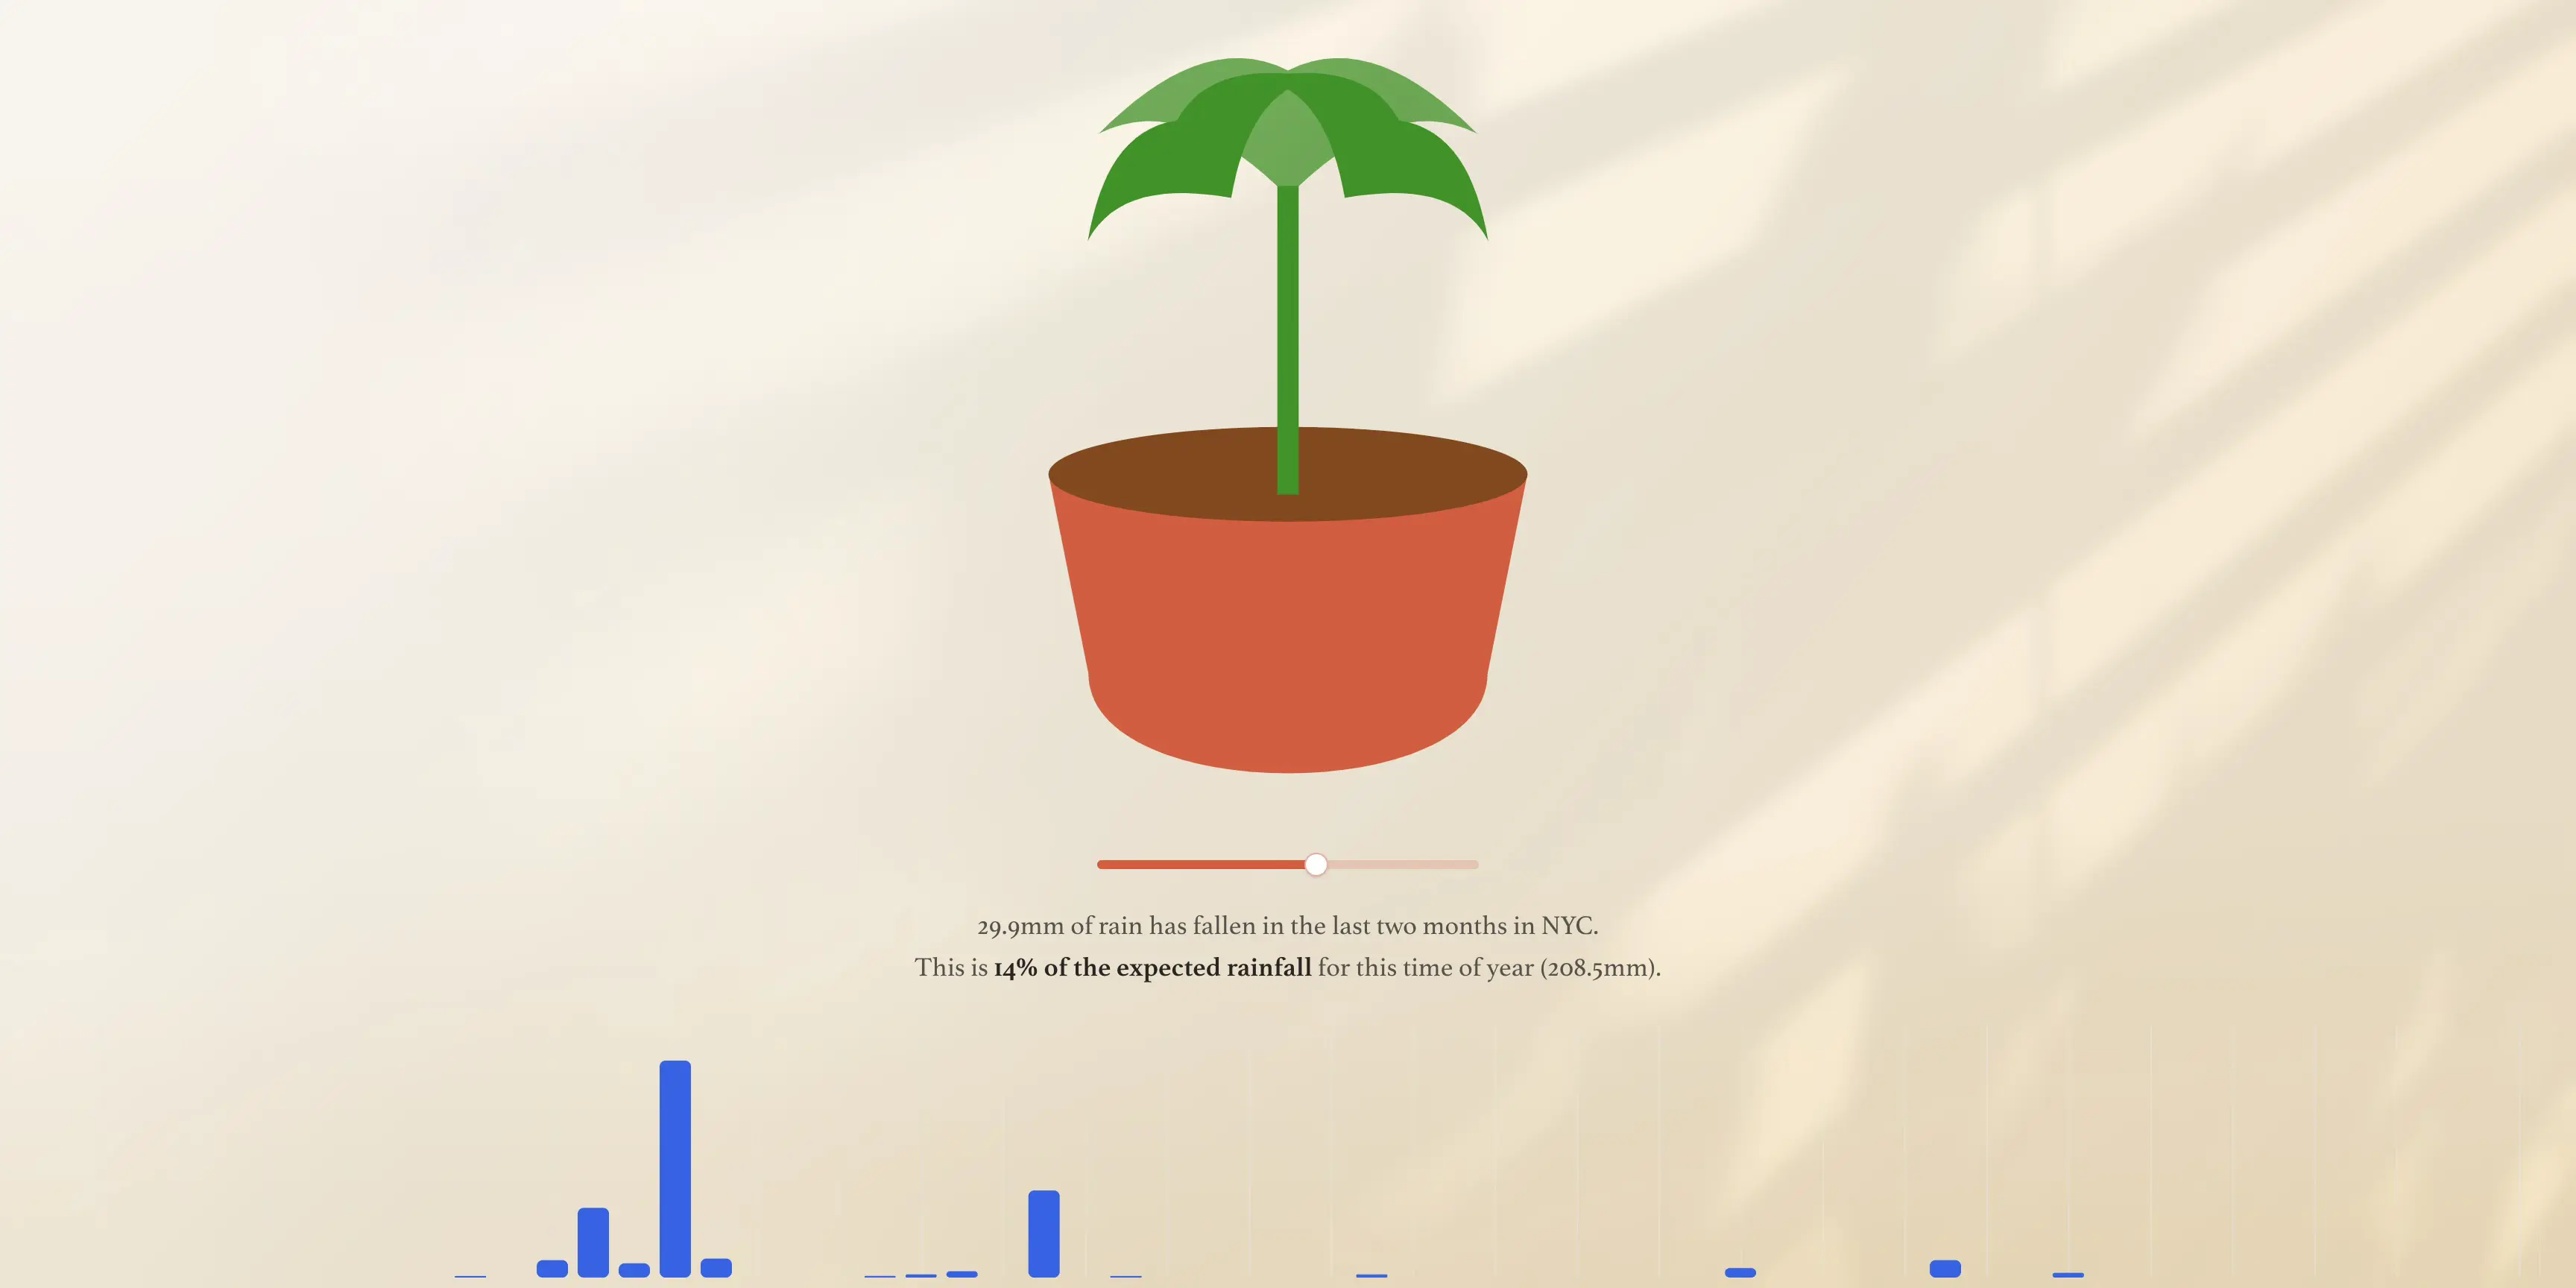 29.9mm of rain has fallen in the last two months in NYC.
This is 14% of the expected rainfall for this time of year (208.5mm).